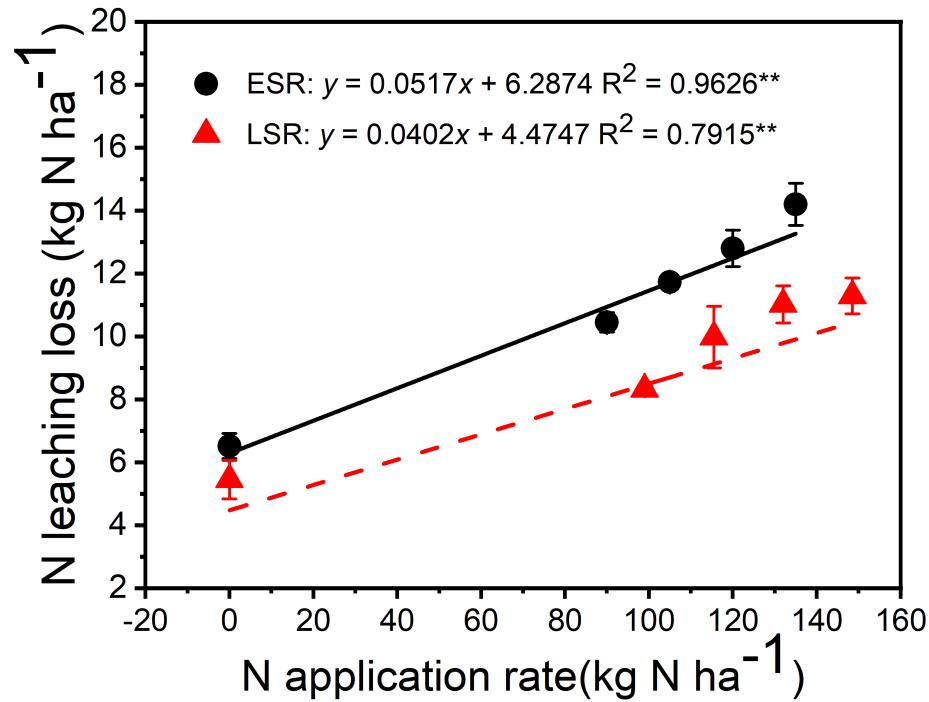 N leaching loss (kg N ha⁻¹)
20
18
16
14
12
10
8
6
4
2
ESR: y = 0.0517x + 6.2874 R² = 0.9626**
LSR: y = 0.0402x + 4.4747 R² = 0.7915**
-20 0 20 40 60 80 100 120 140 160
N application rate(kg N ha⁻¹)